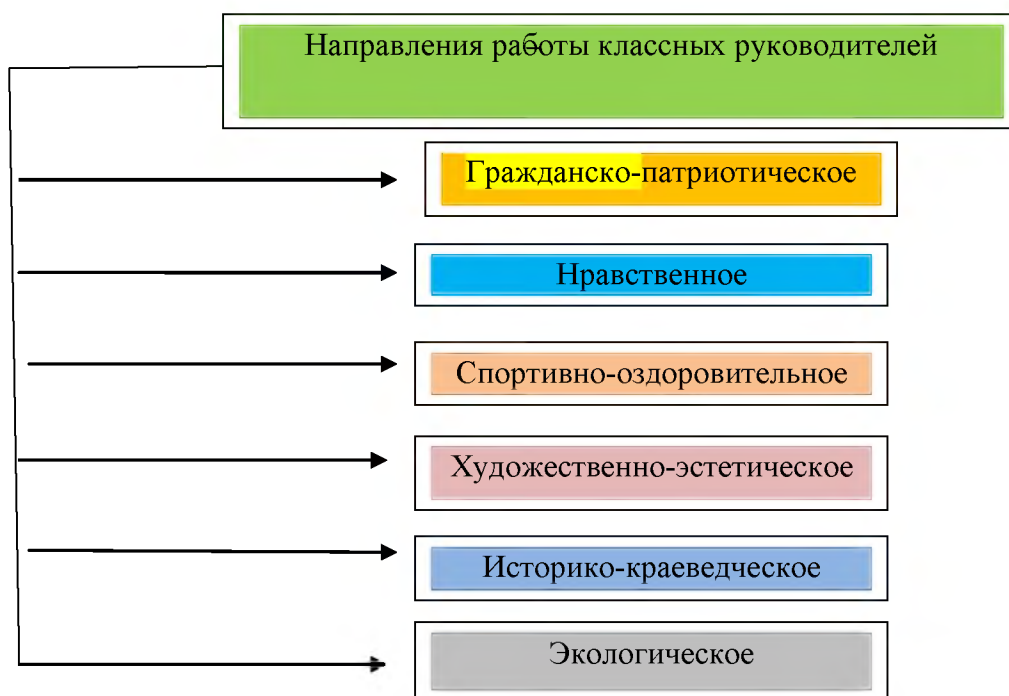 Направления работы классных руководителей
Гражданско-патриотическое
Нравственное
Спортивно-оздоровительное
Художественно-эстетическое
Историко-краеведческое
Экологическое